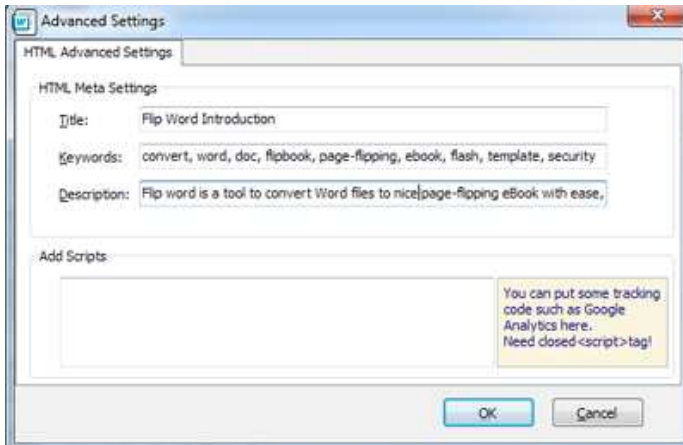 Advanced Settings
HTML Advanced Settings
HTML Meta Settings
Title: Flip Word Introduction
Keywords: convert, word, doc, flipbook, page-flipping, ebook, flash, template, security
Description: Flip word is a tool to convert Word files to nice page-flipping eBook with ease,
Add Scripts
You can put some tracking
code such as Google
Analytics here.
Need closed<script>tag!
OK Cancel